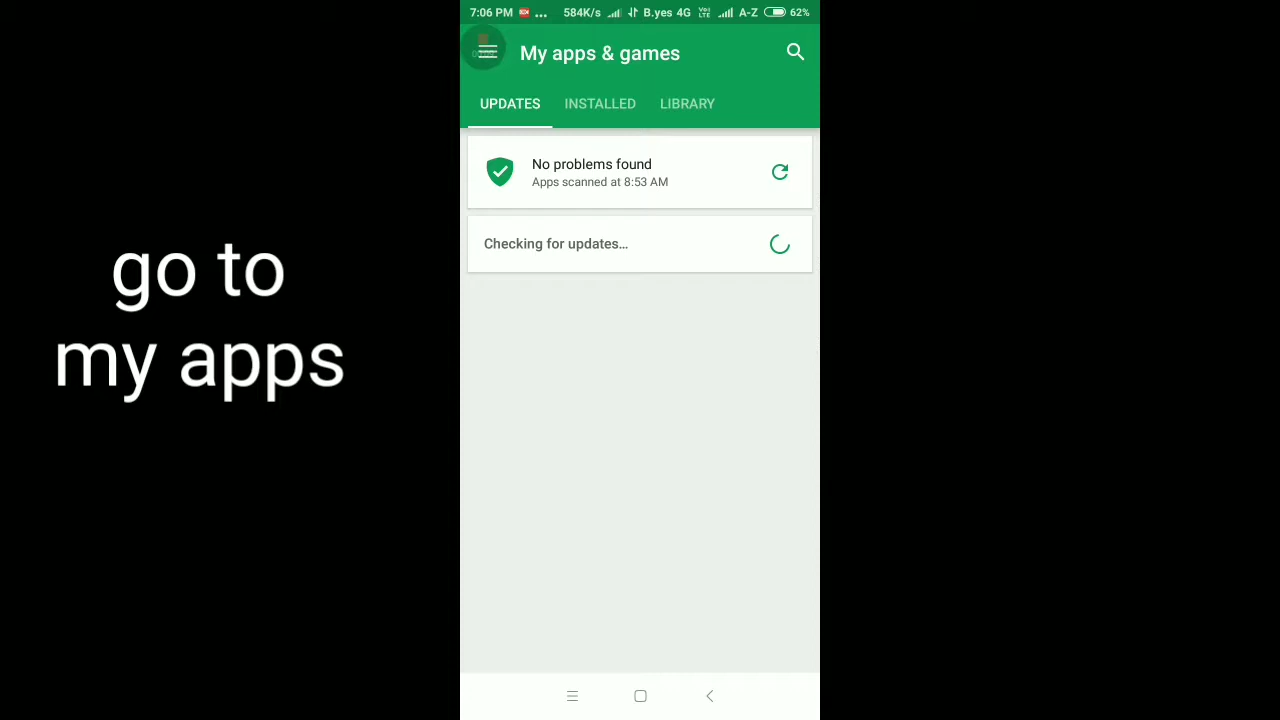 7:06 PM ... 584K/s B.yes 4G VoLTE A-Z 62%
My apps & games
UPDATES INSTALLED LIBRARY
No problems found
Apps scanned at 8:53 AM
Checking for updates...
go to
my apps